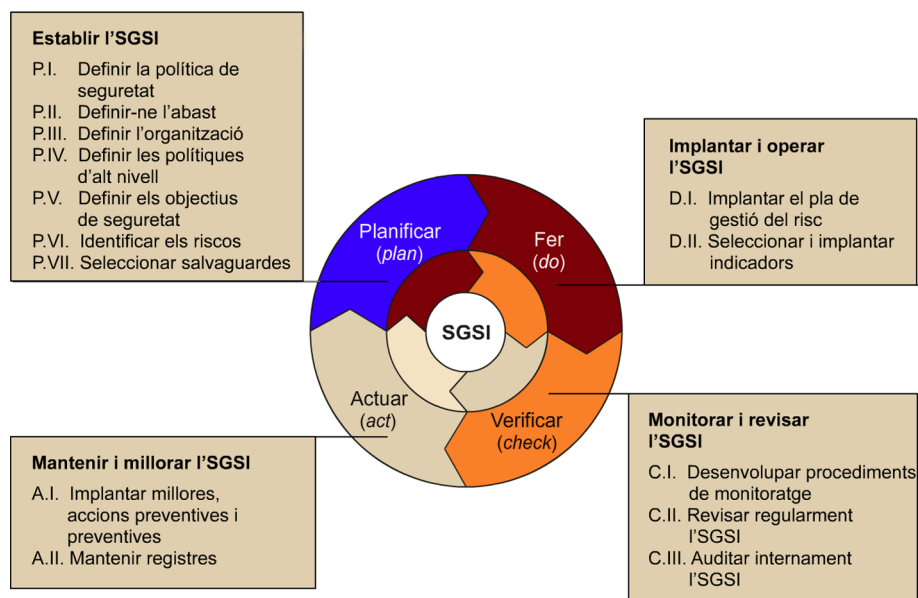 Establir l’SGSI
P.I. Definir la política de
seguretat
P.II. Definir-ne l’abast
P.III. Definir l’organització
P.IV. Definir les polítiques
d’alt nivell
P.V. Definir els objectius
de seguretat
P.VI. Identificar els riscos
P.VII. Seleccionar salvaguardes
Implantar i operar
l’SGSI
D.I. Implantar el pla de
gestió del risc
D.II. Seleccionar i implantar
indicadors
Planificar
(plan)
Fer
(do)
SGSI
Actuar
(act)
Verificar
(check)
Mantenir i millorar l’SGSI
A.I. Implantar millores,
accions preventives i
preventives
A.II. Mantenir registres
Monitorar i revisar
l’SGSI
C.I. Desenvolupar procediments
de monitoratge
C.II. Revisar regularment
l’SGSI
C.III. Auditar internament
l’SGSI